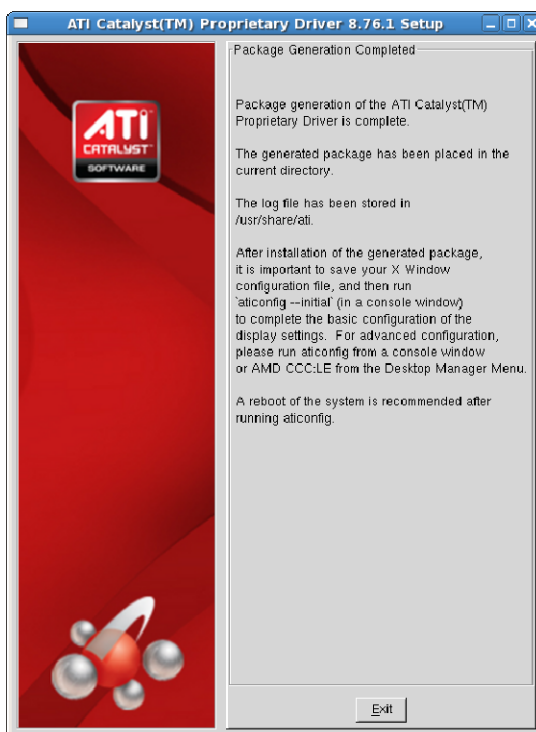 ATI Catalyst(TM) Proprietary Driver 8.76.1 Setup
ATI
CATALYST™
SOFTWARE
Package Generation Completed
Package generation of the ATI Catalyst(TM)
Proprietary Driver is complete.
The generated package has been placed in the
current directory.
The log file has been stored in
/usr/share/ati.
After installation of the generated package,
it is important to save your X Window
configuration file, and then run
`aticonfig --initial` (in a console window)
to complete the basic configuration of the
display settings. For advanced configuration,
please run aticonfig from a console window
or AMD CCC:LE from the Desktop Manager Menu.
A reboot of the system is recommended after
running aticonfig.
Exit